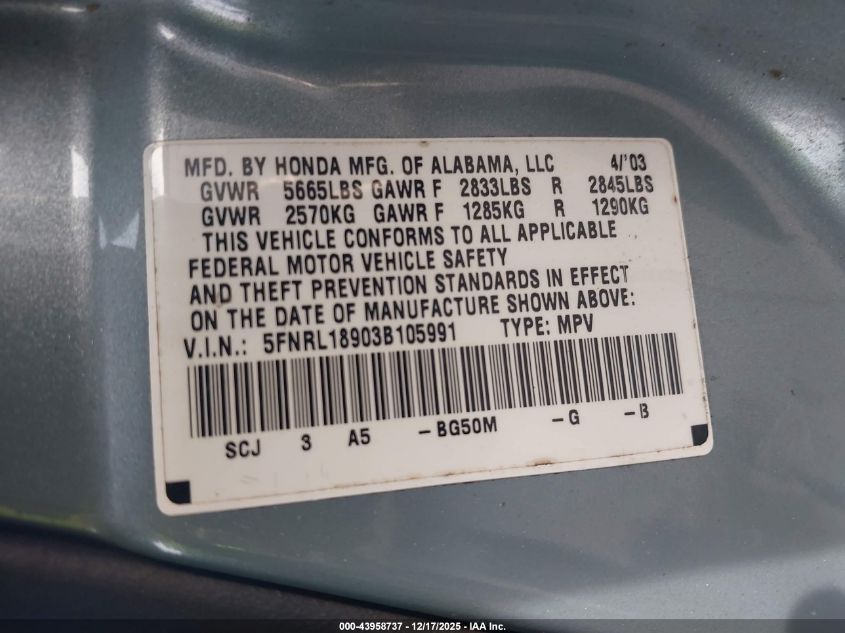 MFD. BY HONDA MFG. OF ALABAMA, LLC 4/'03
GVWR 5665LBS GAWR F 2833LBS R 2845LBS
GVWR 2570KG GAWR F 1285KG R 1290KG
THIS VEHICLE CONFORMS TO ALL APPLICABLE
FEDERAL MOTOR VEHICLE SAFETY
AND THEFT PREVENTION STANDARDS IN EFFECT
ON THE DATE OF MANUFACTURE SHOWN ABOVE:
V.I.N.: 5FNRL18903B105991 TYPE: MPV
SCJ 3 A5 -BG50M -G -B
000-43958737 - 12/17/2025 - IAA Inc.